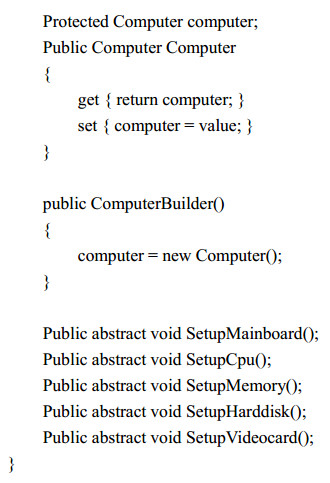 Protected Computer computer;
Public Computer Computer
{
get { return computer; }
set { computer = value; }
}
public ComputerBuilder()
{
computer = new Computer();
}
Public abstract void SetupMainboard();
Public abstract void SetupCpu();
Public abstract void SetupMemory();
Public abstract void SetupHarddisk();
Public abstract void SetupVideocard();
}